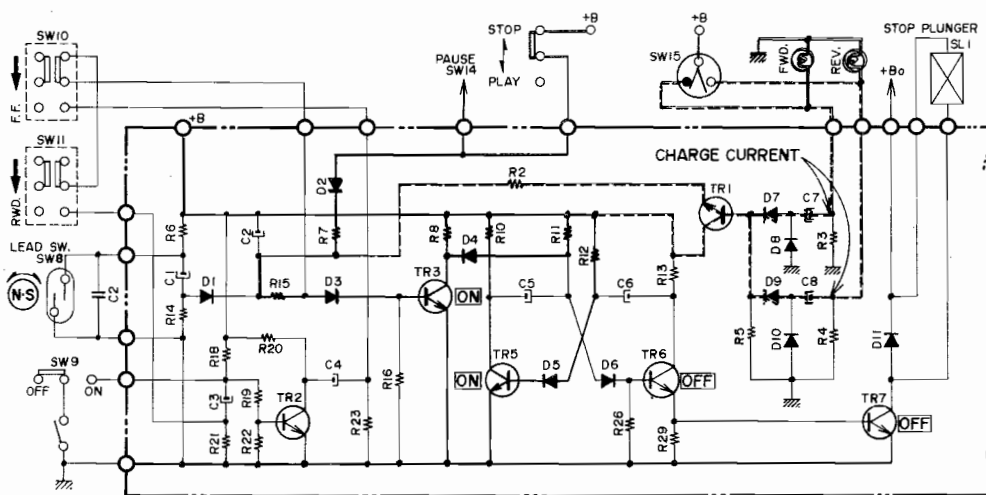 SW10
F.F.
SW11
RWD.
LEAD SW.
SW8
N·S
C2
SW9
OFF
ON
+B
PAUSE
SW14
STOP
PLAY
+B
+B
SW15
FWD.
REV.
STOP PLUNGER
SL1
+Bo
CHARGE CURRENT
D2
R2
TR1
R6
C2
R7
R8
D4
R10
R11
R12
R13
D7
C7
D8
R3
C1
D1
R15
D3
TR3
ON
C5
C6
D9
C8
R14
R5
D10
R4
D11
R18
R20
C4
R16
TR5
ON
D5
D6
TR6
OFF
C3
R19
TR2
R23
R26
R29
TR7
OFF
R21
R22